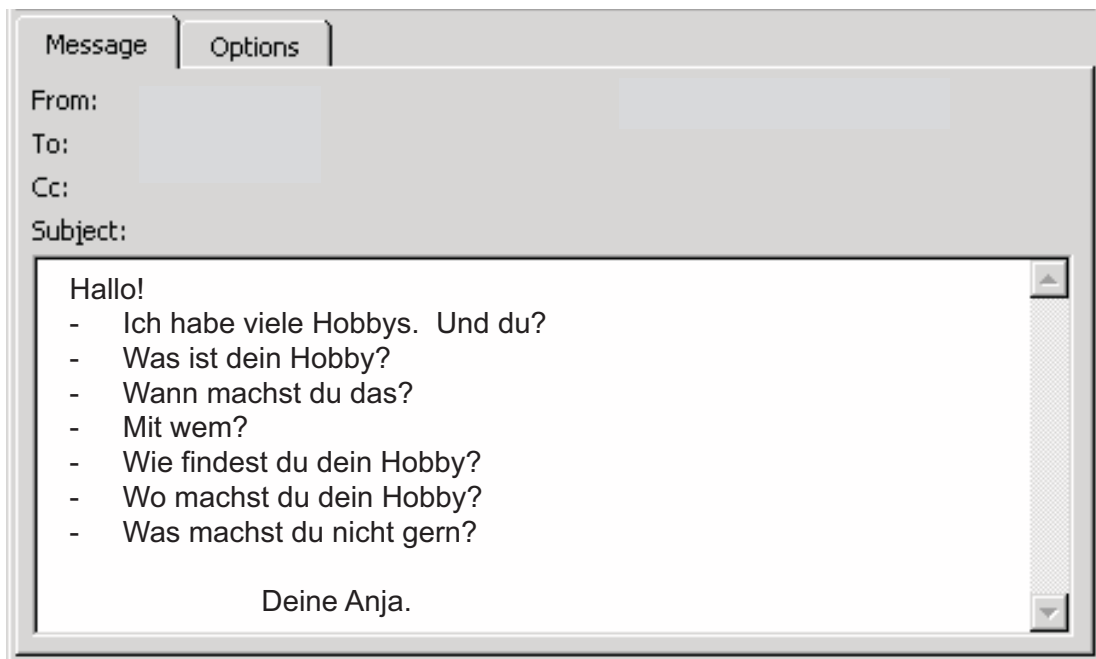 Message Options
From:
To:
Cc:
Subject:
Hallo!
- Ich habe viele Hobbys. Und du?
- Was ist dein Hobby?
- Wann machst du das?
- Mit wem?
- Wie findest du dein Hobby?
- Wo machst du dein Hobby?
- Was machst du nicht gern?
Deine Anja.